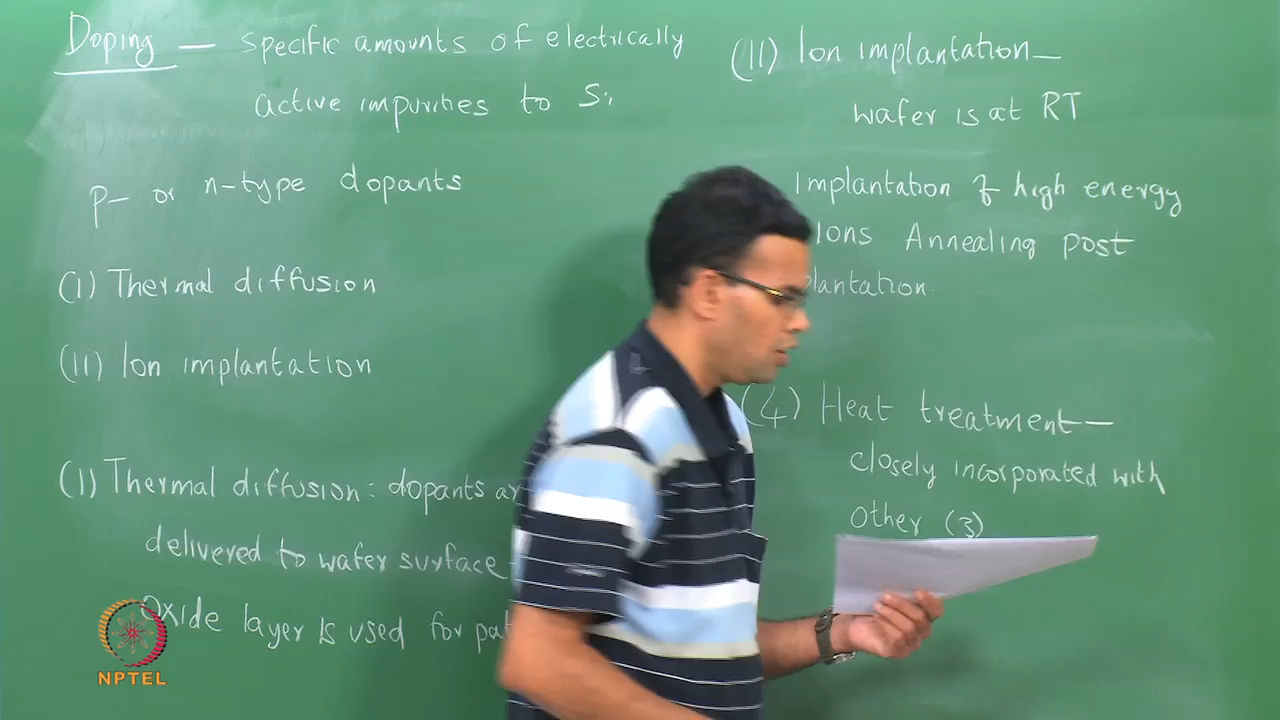 Doping — specific amounts of electrically
active impurities to Si
p- or n-type dopants
(I) Thermal diffusion
(II) Ion implantation
(I) Thermal diffusion: dopants
delivered to wafer surface
Oxide layer is used for
(II) Ion implantation—
wafer is at RT
Implantation of high energy
Ions Annealing post
plantation
(4) Heat treatment—
closely incorporated with
other (3)
NPTEL